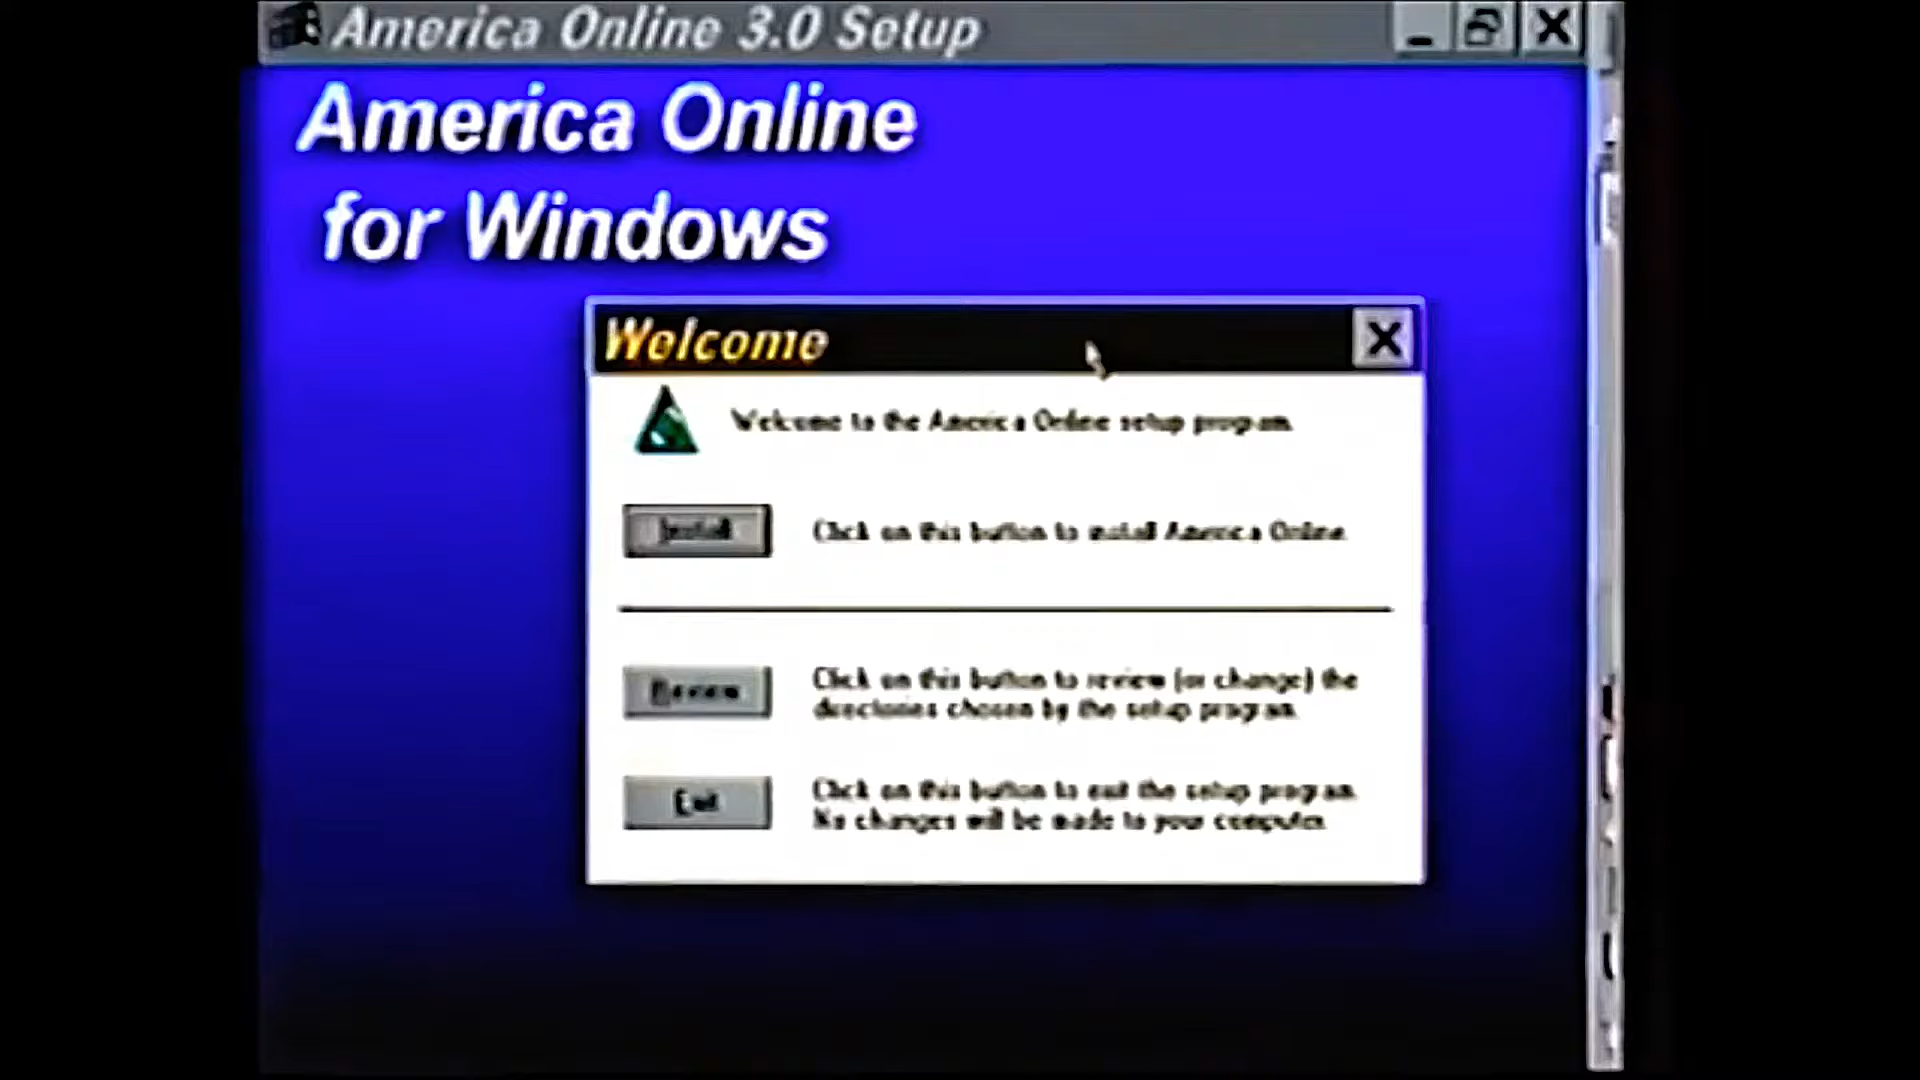 America Online 3.0 Setup
America Online
for Windows
Welcome
Welcome to the America Online setup program.
Install
Click on this button to install America Online.
Review
Click on this button to review (or change) the
directories chosen by the setup program.
Exit
Click on this button to exit the setup program.
No changes will be made to your computer.